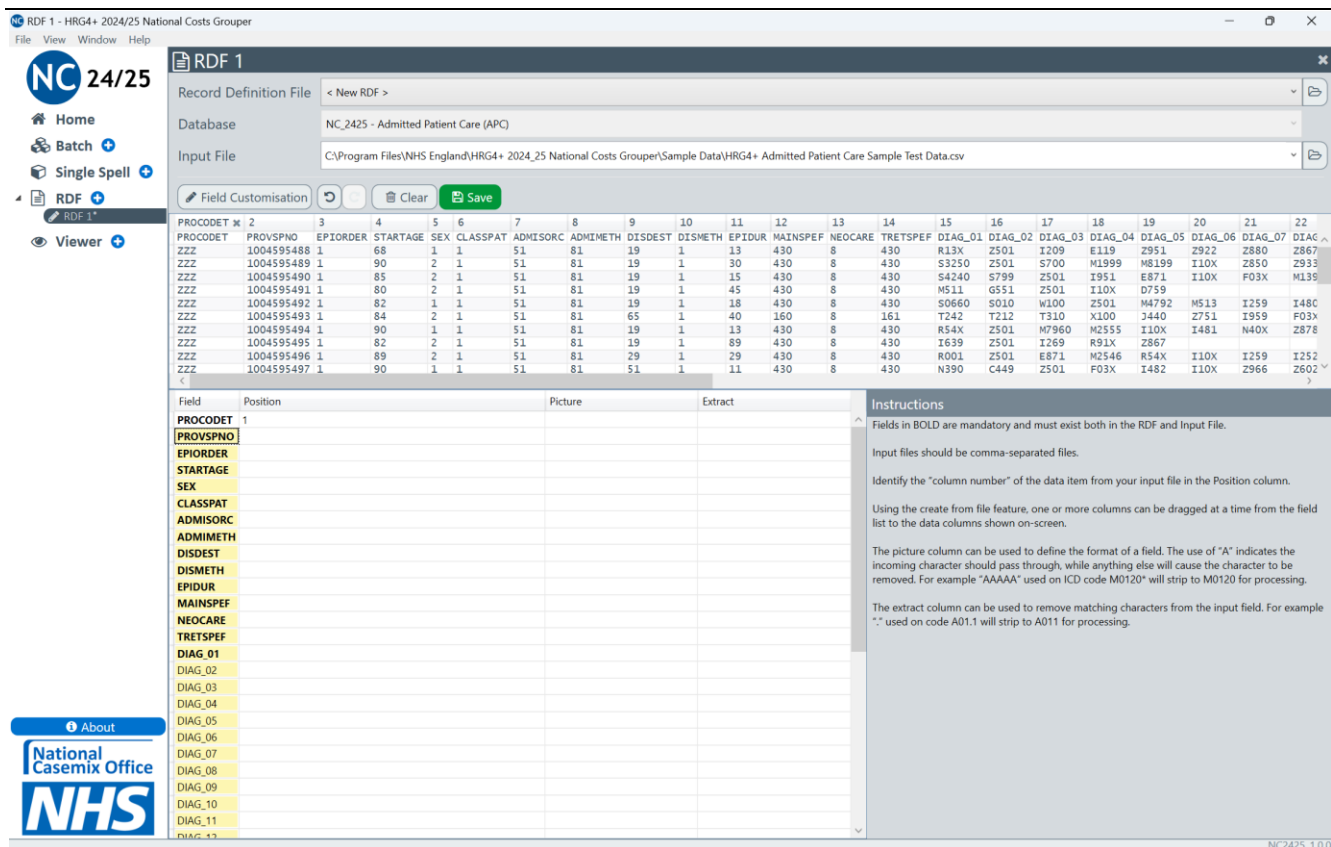 RDF 1 - HRG4+ 2024/25 National Costs Grouper
File View Window Help
NC 24/25
Home
Batch
Single Spell
RDF
RDF 1*
Viewer
RDF 1
Record Definition File < New RDF >
Database NC_2425 - Admitted Patient Care (APC)
Input File C:\Program Files\NHS England\HRG4+ 2024_25 National Costs Grouper\Sample Data\HRG4+ Admitted Patient Care Sample Test Data.csv
Field Customisation Clear Save
PROCODET 2 3 4 5 6 7 8 9 10 11 12 13 14 15 16 17 18 19 20 21 22
PROCODET PROVSPNO EPIORDER STARTAGE SEX CLASSPAT ADMISORC ADMIMETH DISDEST DISMETH EPIDUR MAINSPEF NEOCARE TRETSPEF DIAG_01 DIAG_02 DIAG_03 DIAG_04 DIAG_05 DIAG_06 DIAG_07 DIAG
ZZZ 1004595488 1 68 1 1 51 81 19 1 13 430 8 430 R13X Z501 I209 E119 Z951 Z922 Z880 Z867
ZZZ 1004595489 1 90 2 1 51 81 19 1 30 430 8 430 S3250 Z501 S700 M1999 M8199 I10X Z850 Z933
ZZZ 1004595490 1 85 2 1 51 81 19 1 15 430 8 430 S4240 S799 Z501 I951 E871 I10X F03X M139
ZZZ 1004595491 1 80 2 1 51 81 19 1 45 430 8 430 M511 G551 Z501 I10X D759
ZZZ 1004595492 1 82 1 1 51 81 19 1 18 430 8 430 S0660 S010 W100 Z501 M4792 M513 I259 I480
ZZZ 1004595493 1 84 2 1 51 81 65 1 40 160 8 161 T242 T212 T310 X100 J440 Z751 I959 F03X
ZZZ 1004595494 1 90 1 1 51 81 19 1 13 430 8 430 R54X Z501 M7960 M2555 I10X I481 N40X Z878
ZZZ 1004595495 1 82 2 1 51 81 19 1 89 430 8 430 I639 Z501 I269 R91X Z867
ZZZ 1004595496 1 89 2 1 51 81 29 1 29 430 8 430 R001 Z501 E871 M2546 R54X I10X I259 I252
ZZZ 1004595497 1 90 1 1 51 81 51 1 11 430 8 430 N390 C449 Z501 F03X I482 I10X Z966 Z602
Field Position Picture Extract
PROCODET 1
PROVSPNO
EPIORDER
STARTAGE
SEX
CLASSPAT
ADMISORC
ADMIMETH
DISDEST
DISMETH
EPIDUR
MAINSPEF
NEOCARE
TRETSPEF
DIAG_01
DIAG_02
DIAG_03
DIAG_04
DIAG_05
DIAG_06
DIAG_07
DIAG_08
DIAG_09
DIAG_10
DIAG_11
DIAG_12
Instructions
Fields in BOLD are mandatory and must exist both in the RDF and Input File.
Input files should be comma-separated files.
Identify the "column number" of the data item from your input file in the Position column.
Using the create from file feature, one or more columns can be dragged at a time from the field
list to the data columns shown on-screen.
The picture column can be used to define the format of a field. The use of "A" indicates the
incoming character should pass through, while anything else will cause the character to be
removed. For example "AAAAA" used on ICD code M0120* will strip to M0120 for processing.
The extract column can be used to remove matching characters from the input field. For example
"." used on code A01.1 will strip to A011 for processing.
About
National
Casemix Office
NHS
NC2425_1.0.0